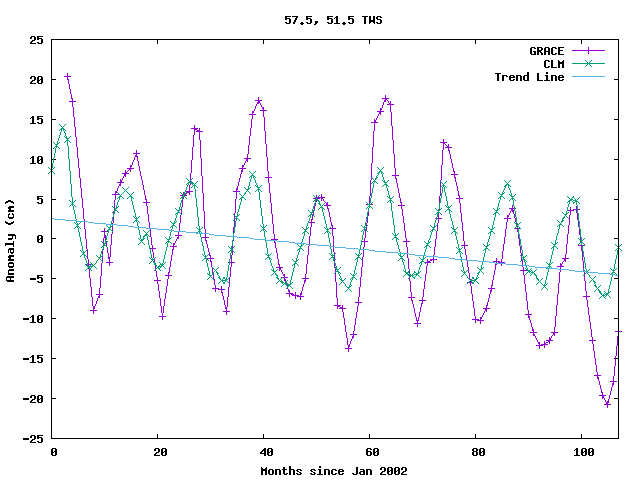 57.5, 51.5 TWS
GRACE
CLM
Trend Line
Anomaly (cm)
25
20
15
10
5
0
-5
-10
-15
-20
-25
0 20 40 60 80 100
Months since Jan 2002